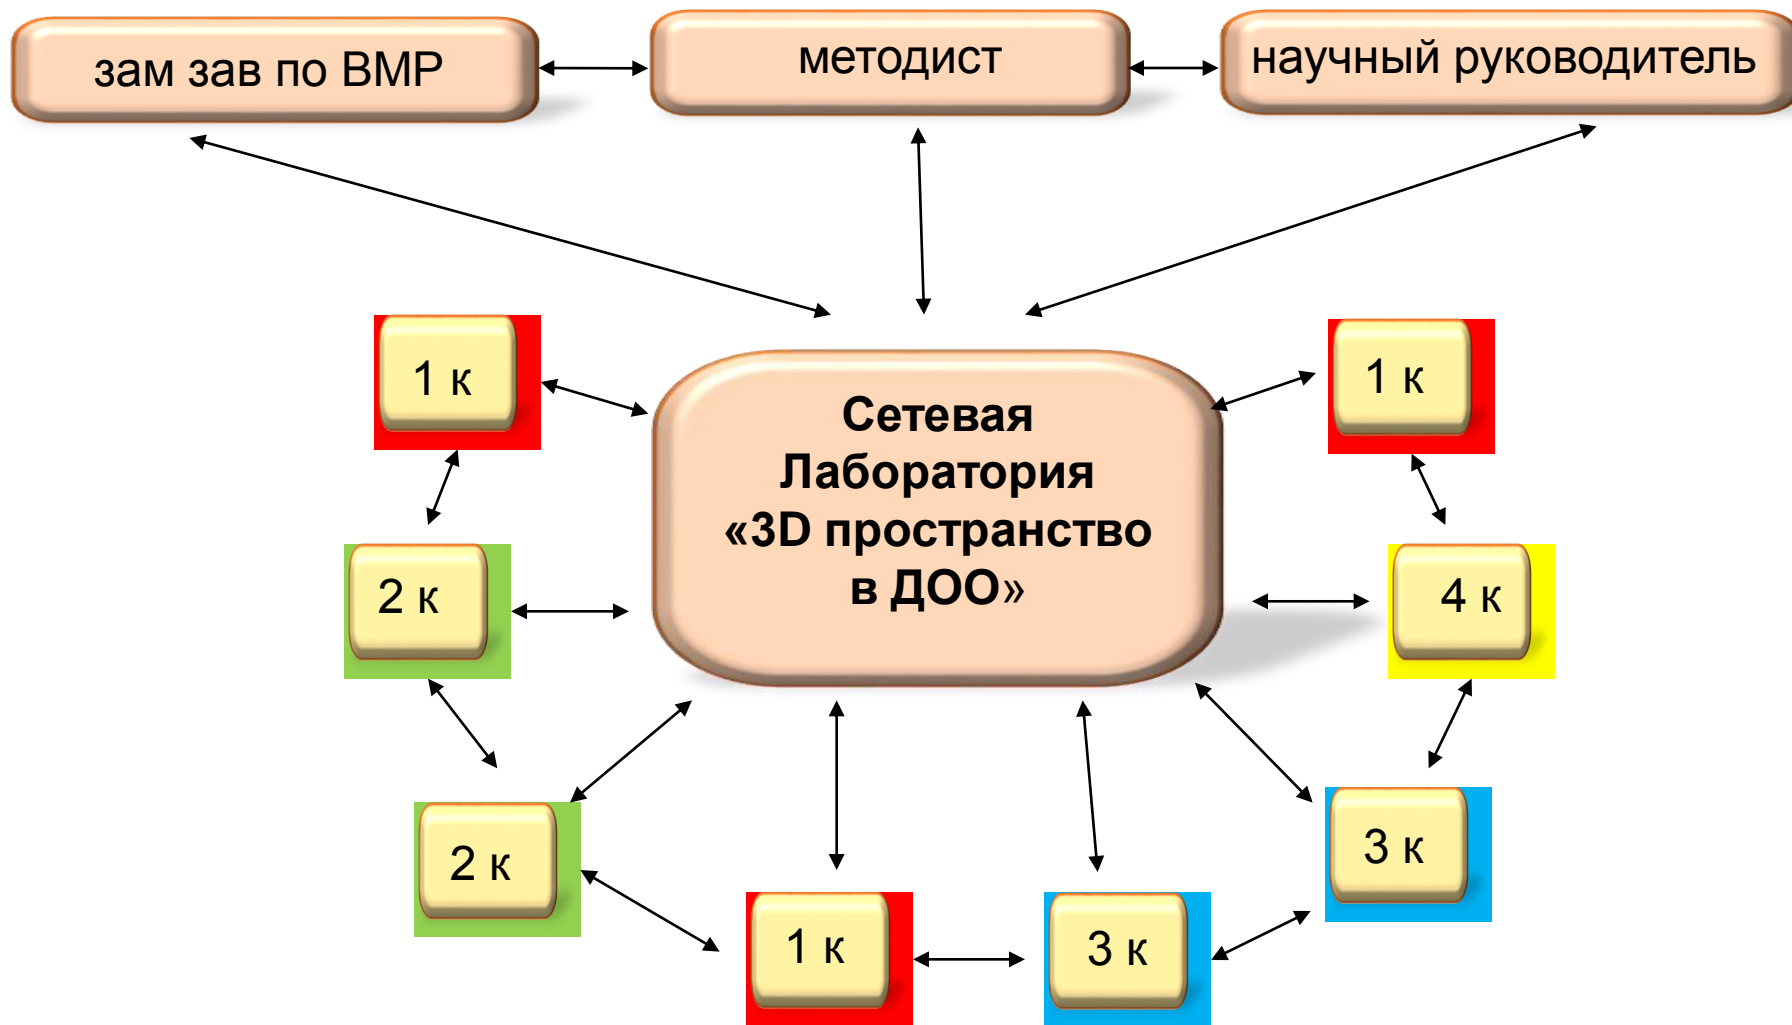 зам зав по ВМР
методист
научный руководитель
1 к
Сетевая
Лаборатория
«3D пространство
в ДОО»
1 к
2 к
4 к
2 к
3 к
1 к
3 к